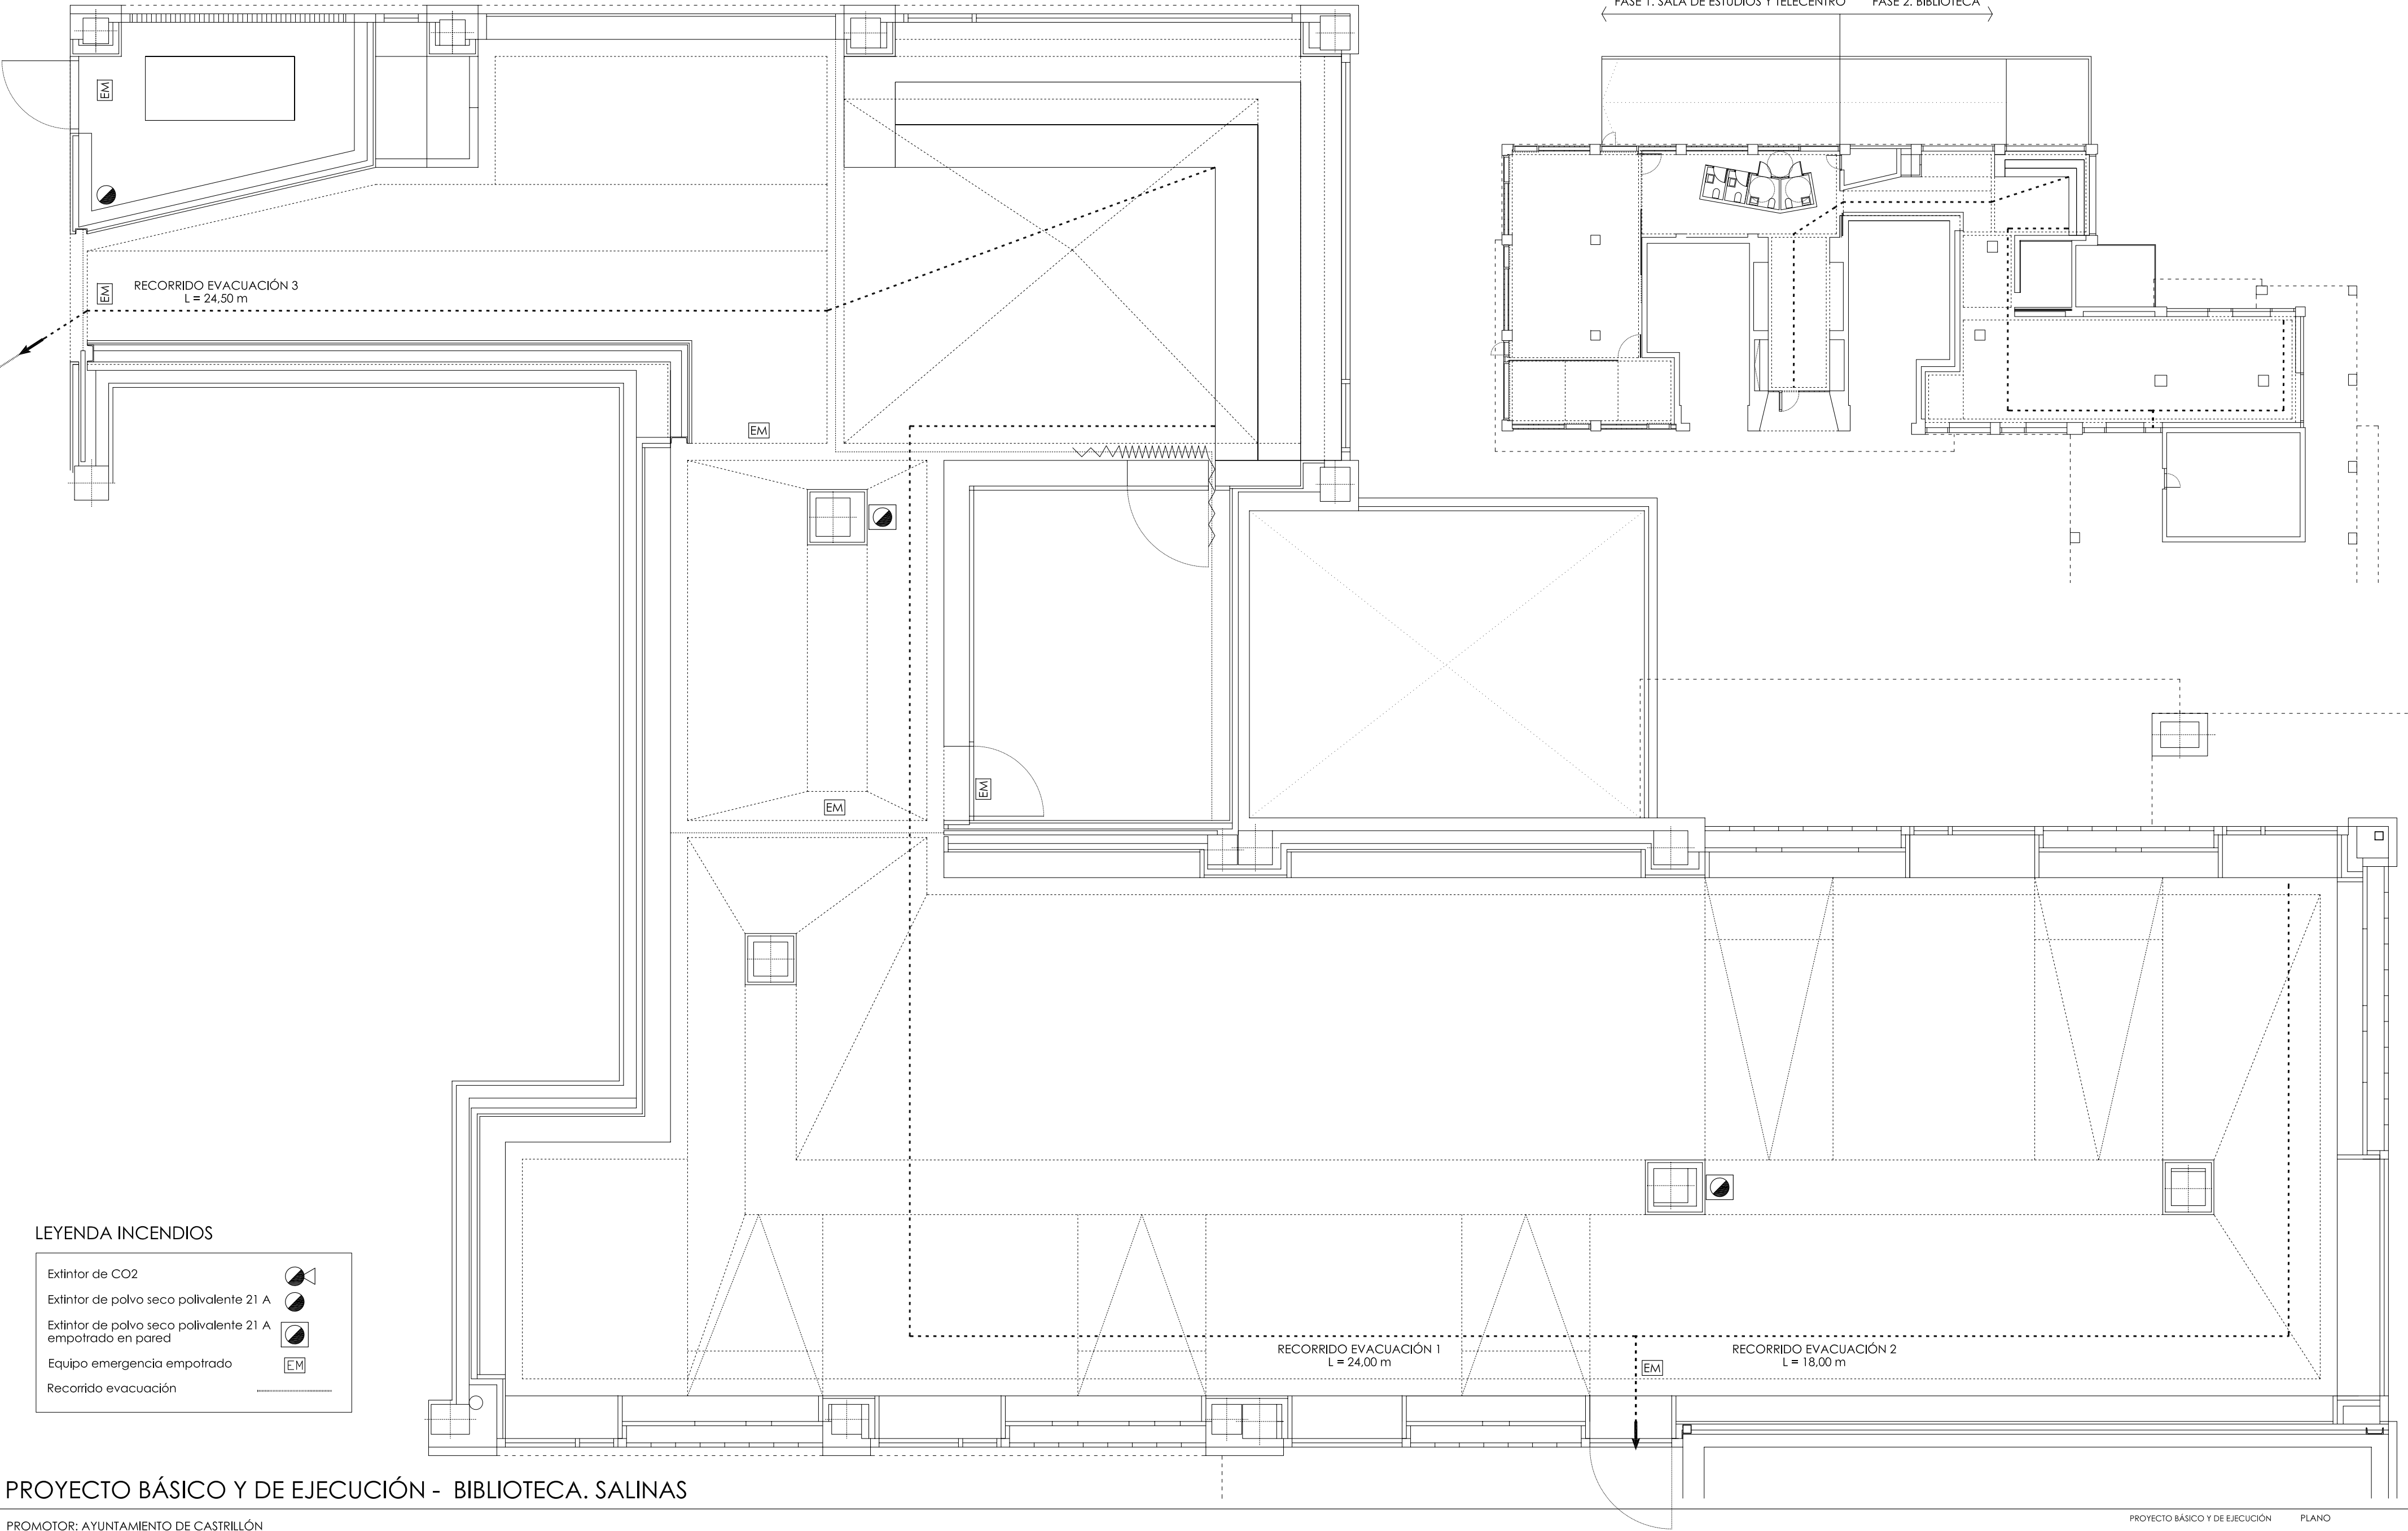 FASE 1. SALA DE ESTUDIOS Y TELECENTRO FASE 2. BIBLIOTECA
EM
RECORRIDO EVACUACIÓN 3
L = 24,50 m
EM
EM
EM
EM
RECORRIDO EVACUACIÓN 1
L = 24,00 m
EM
RECORRIDO EVACUACIÓN 2
L = 18,00 m
LEYENDA INCENDIOS
Extintor de CO2
Extintor de polvo seco polivalente 21 A
Extintor de polvo seco polivalente 21 A
empotrado en pared
Equipo emergencia empotrado EM
Recorrido evacuación
PROYECTO BÁSICO Y DE EJECUCIÓN - BIBLIOTECA. SALINAS
PROMOTOR: AYUNTAMIENTO DE CASTRILLÓN
PROYECTO BÁSICO Y DE EJECUCIÓN PLANO